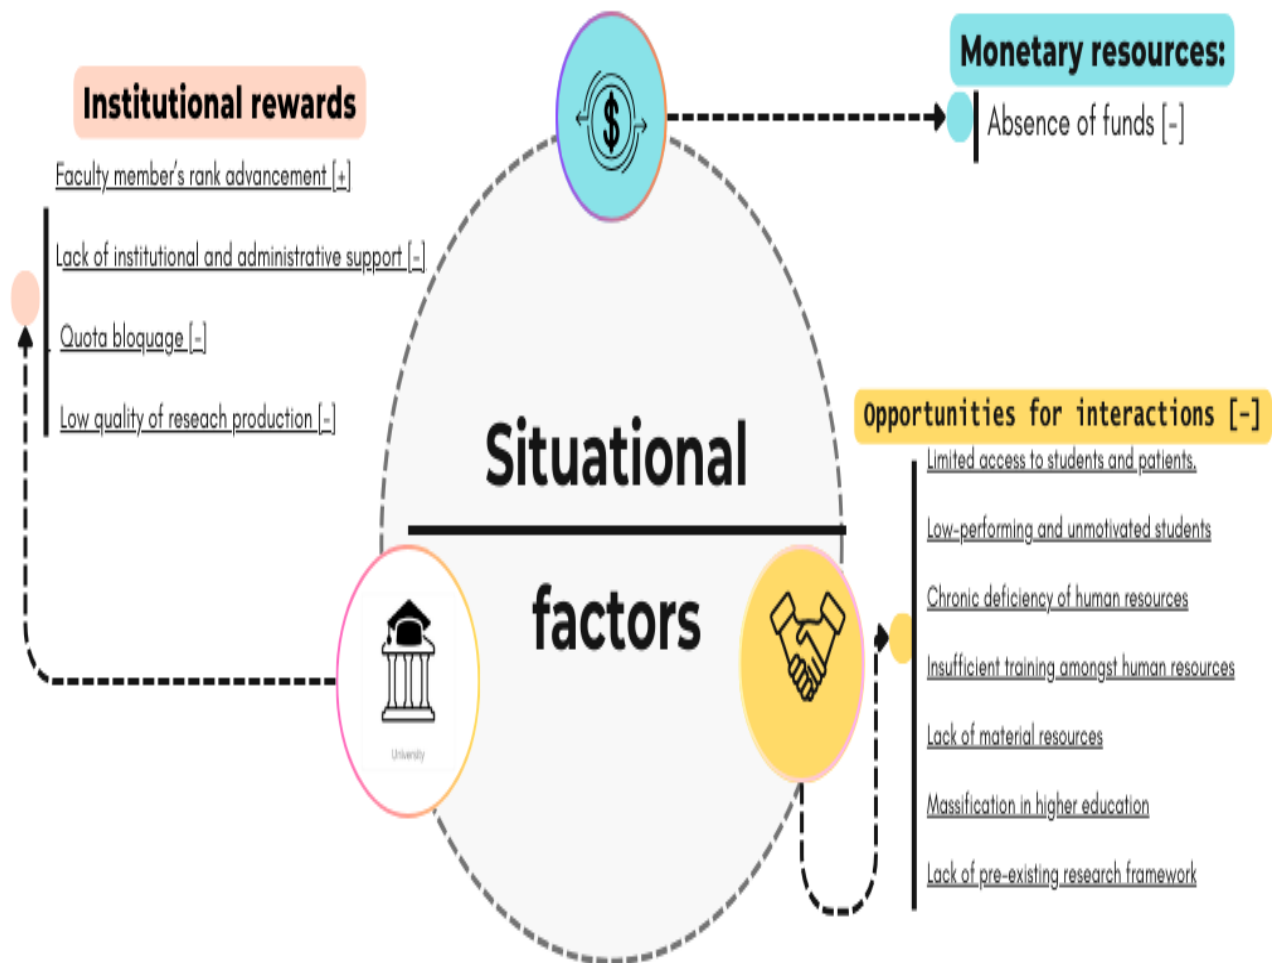 Institutional rewards
Faculty member's rank advancement [+]
Lack of institutional and administrative support [-]
Quota bloquage [-]
Low quality of reseach production [-]
$
Monetary resources:
Absence of funds [-]
Situational
factors
University
Opportunities for interactions [-]
Limited access to students and patients.
Low-performing and unmotivated students
Chronic deficiency of human resources
Insufficient training amongst human resources
Lack of material resources
Massification in higher education
Lack of pre-existing research framework